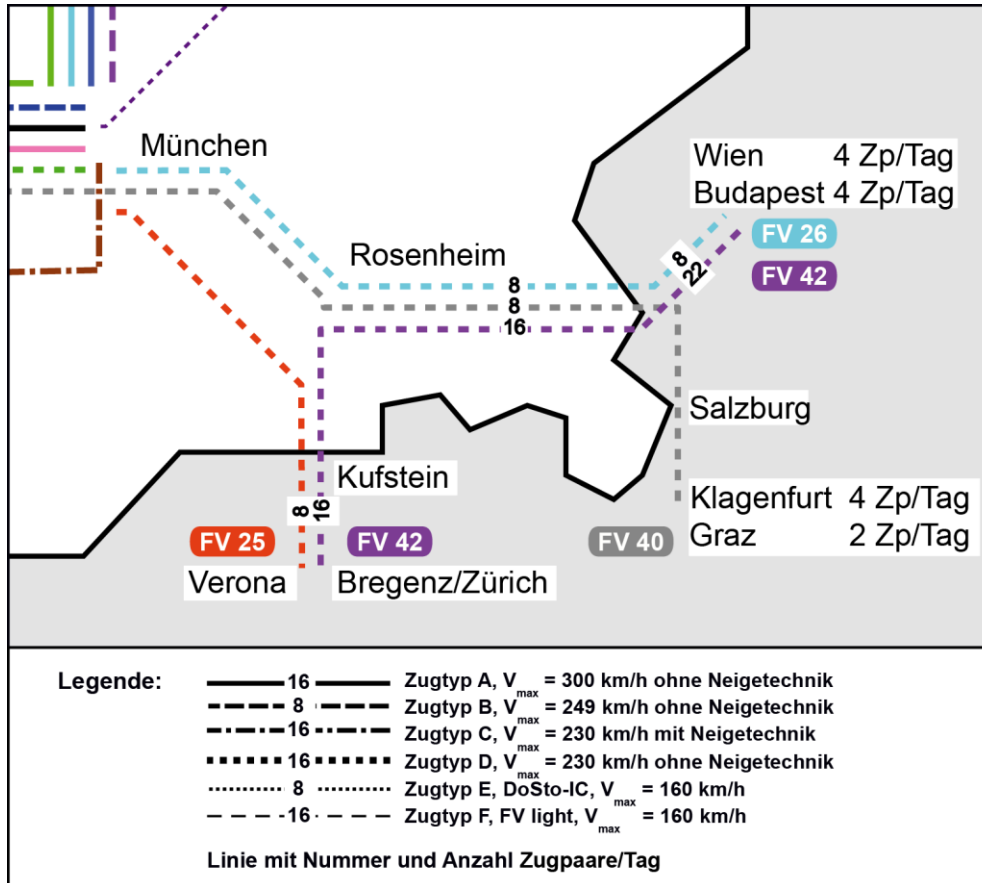 München
Wien 4 Zp/Tag
Budapest 4 Zp/Tag
FV 26
FV 42
Rosenheim
8
8
16
8
22
Salzburg
Kufstein
8
16
Klagenfurt 4 Zp/Tag
Graz 2 Zp/Tag
FV 25
FV 42
FV 40
Verona
Bregenz/Zürich
Legende:
16 Zugtyp A, Vmax = 300 km/h ohne Neigetechnik
8 Zugtyp B, Vmax = 249 km/h ohne Neigetechnik
16 Zugtyp C, Vmax = 230 km/h mit Neigetechnik
16 Zugtyp D, Vmax = 230 km/h ohne Neigetechnik
8 Zugtyp E, DoSto-IC, Vmax = 160 km/h
16 Zugtyp F, FV light, Vmax = 160 km/h
Linie mit Nummer und Anzahl Zugpaare/Tag